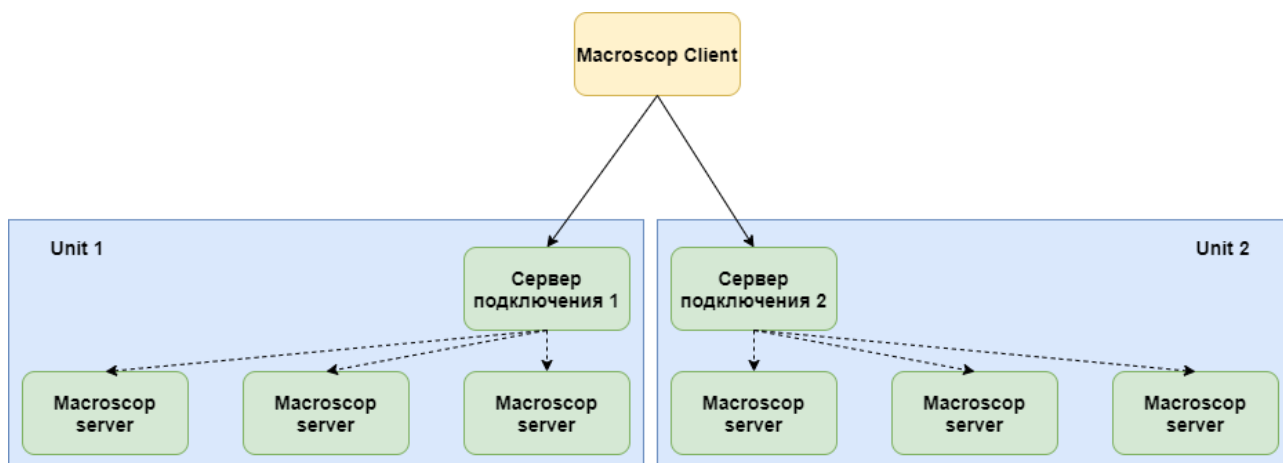 Macroscop Client
Unit 1
Unit 2
Сервер
подключения 1
Сервер
подключения 2
Macroscop
server
Macroscop
server
Macroscop
server
Macroscop
server
Macroscop
server
Macroscop
server